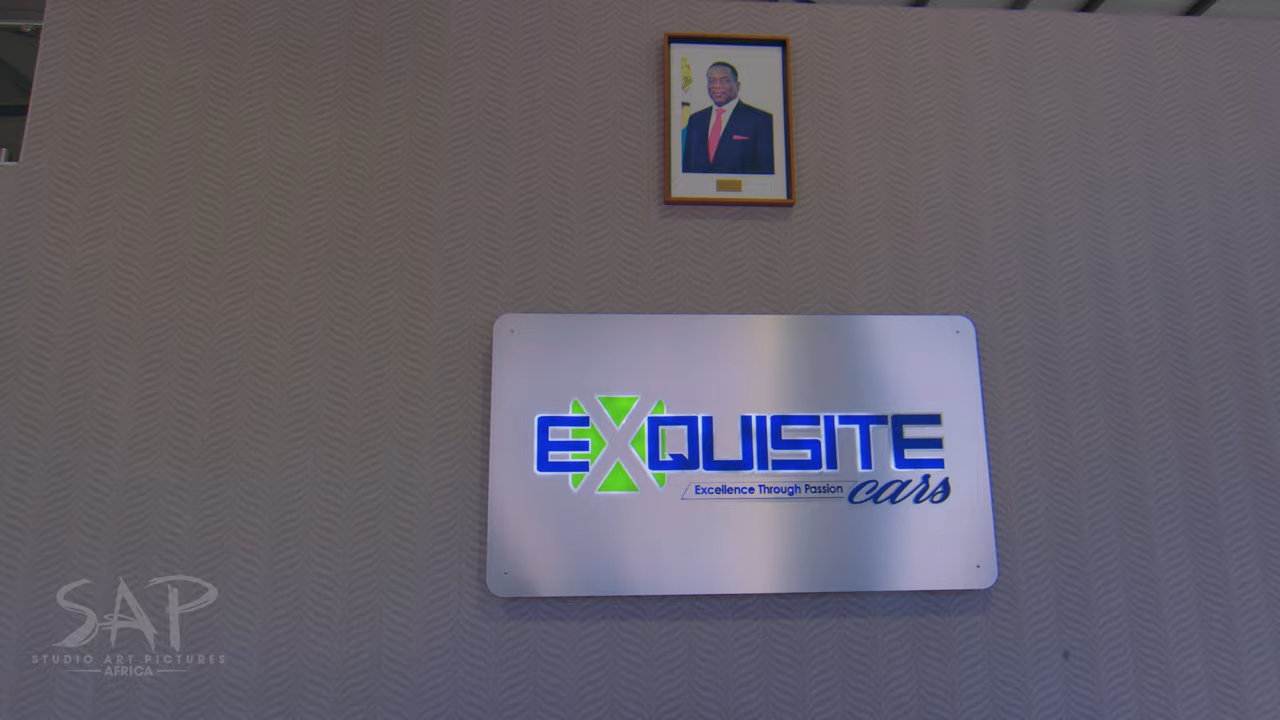 EXQUISITE
Excellence Through Passion
cars
SAP
STUDIO ART PICTURES
AFRICA